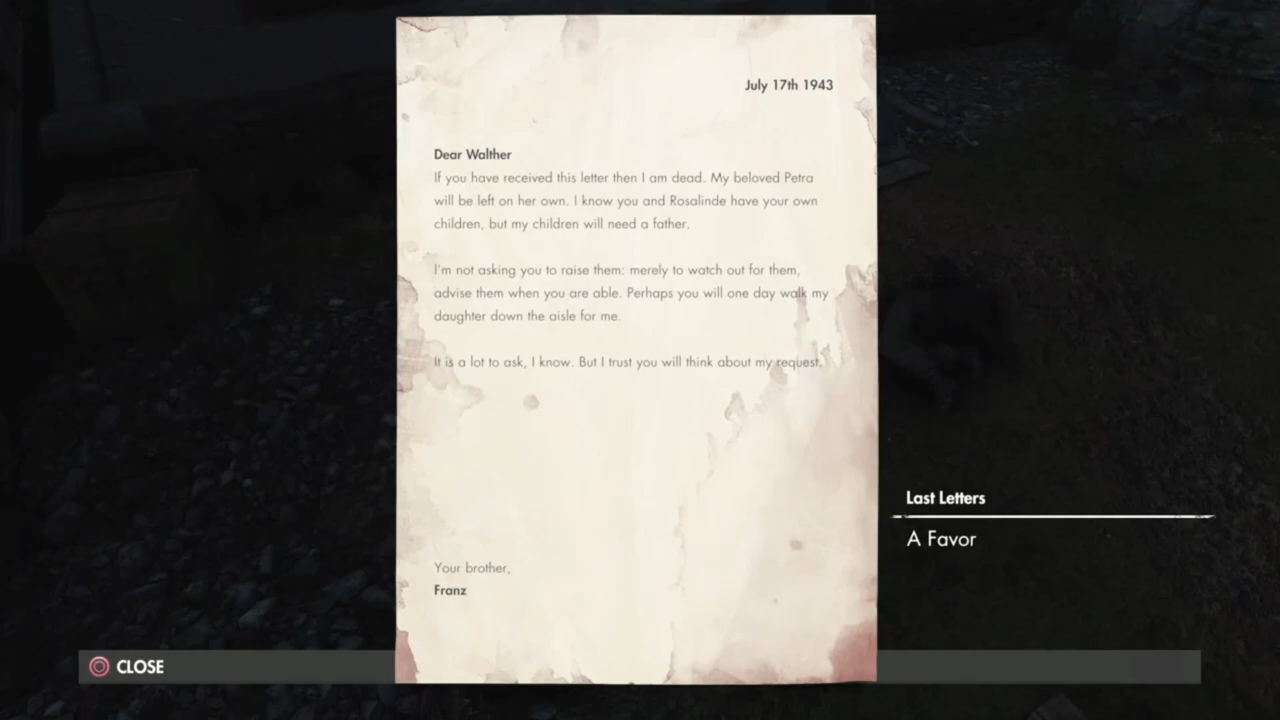 July 17th 1943
Dear Walther
If you have received this letter then I am dead. My beloved Petra
will be left on her own. I know you and Rosalinde have your own
children, but my children will need a father.
I'm not asking you to raise them: merely to watch out for them,
advise them when you are able. Perhaps you will one day walk my
daughter down the aisle for me.
It is a lot to ask, I know. But I trust you will think about my request.
Your brother,
Franz
Last Letters
A Favor
CLOSE